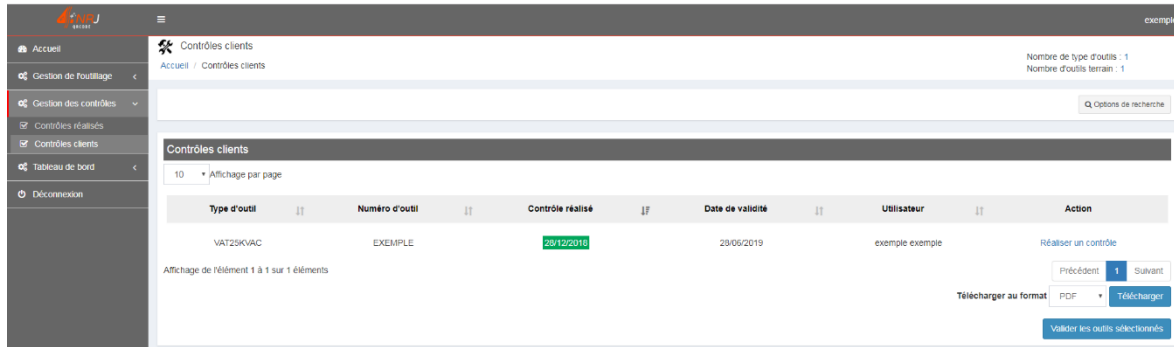 NRJ
exemple
Accueil
Gestion de l'outillage
Gestion des contrôles
Contrôles réalisés
Contrôles clients
Tableau de bord
Déconnexion
Contrôles clients
Accueil / Contrôles clients
Nombre de type d'outils : 1
Nombre d'outils terrain : 1
Options de recherche
Contrôles clients
10 Affichage par page
Type d'outil Numéro d'outil Contrôle réalisé Date de validité Utilisateur Action
VAT25KVAC EXEMPLE 28/12/2018 28/06/2019 exemple exemple Réaliser un contrôle
Affichage de l'élément 1 à 1 sur 1 éléments
Précédent 1 Suivant
Télécharger au format PDF Télécharger
Valider les outils sélectionnés